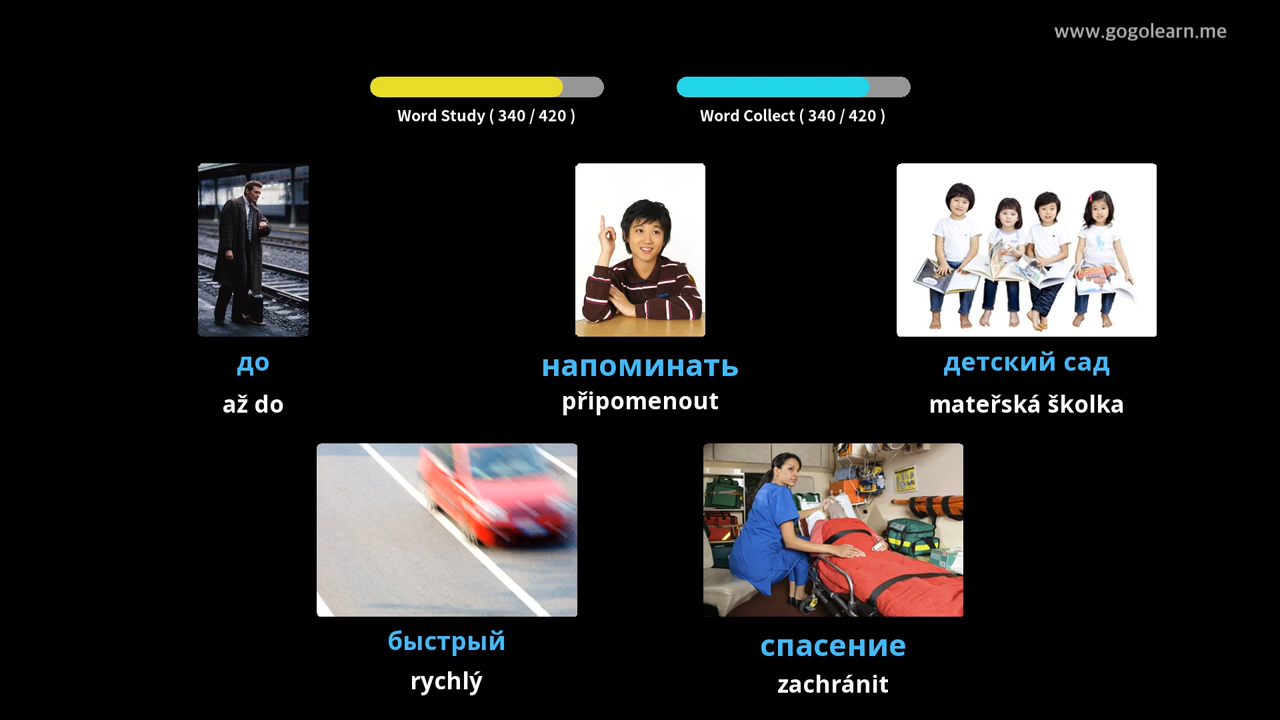 www.gogolearn.me
Word Study ( 340 / 420 )
Word Collect ( 340 / 420 )
до
až do
напоминать
připomenout
детский сад
mateřská školka
быстрый
rychlý
спасение
zachránit